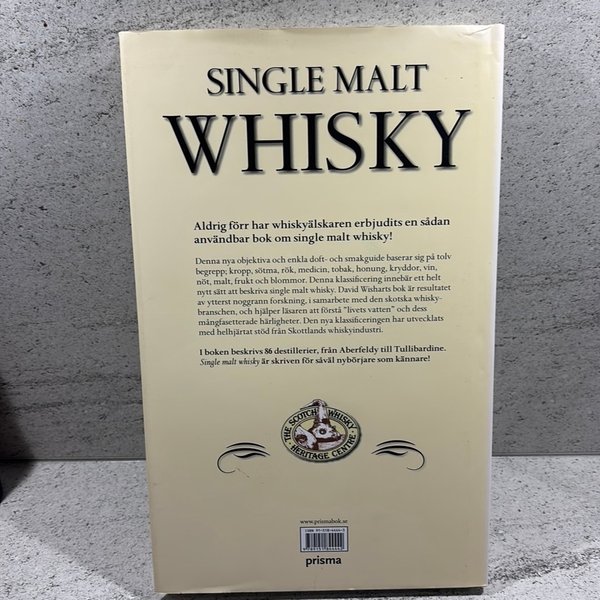 SINGLE MALT
WHISKY
Aldrig förr har whiskyälskaren erbjudits en sådan
användbar bok om single malt whisky!
Denna nya objektiva och enkla doft- och smakguide baserar sig på tolv
begrepp; kropp, sötma, rök, medicin, tobak, honung, kryddor, vin,
nöt, malt, frukt och blommor. Denna klassificering innebär ett helt
nytt sätt att beskriva single malt whisky. David Wisharts bok är resultatet
av ytterst noggrann forskning, i samarbete med den skotska whisky-
branschen, och hjälper läsaren att förstå "livets vatten" och dess
mångfasetterade härligheter. Den nya klassificeringen har utvecklats
med helhjärtat stöd från Skottlands whiskyindustri.
I boken beskrivs 86 destillerier, från Aberfeldy till Tullibardine.
Single malt whisky är skriven för såväl nybörjare som kännare!
THE SCOTCH WHISKY
HERITAGE CENTRE
www.prismabok.se
prisma